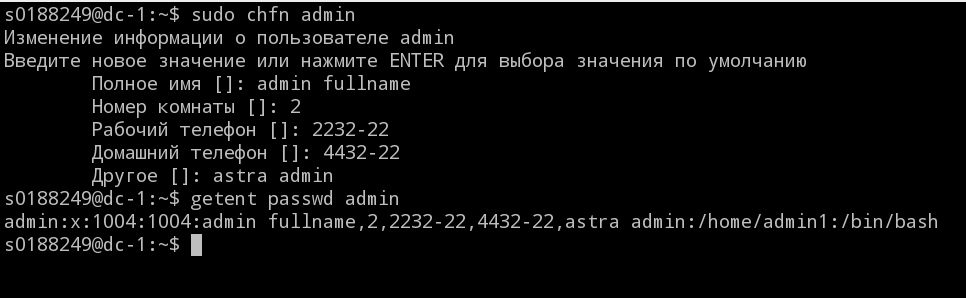 s0188249@dc-1:~$ sudo chfn admin
Изменение информации о пользователе admin
Введите новое значение или нажмите ENTER для выбора значения по умолчанию
Полное имя []: admin fullname
Номер комнаты []: 2
Рабочий телефон []: 2232-22
Домашний телефон []: 4432-22
Другое []: astra admin
s0188249@dc-1:~$ getent passwd admin
admin:x:1004:1004:admin fullname,2,2232-22,4432-22,astra admin:/home/admin1:/bin/bash
s0188249@dc-1:~$